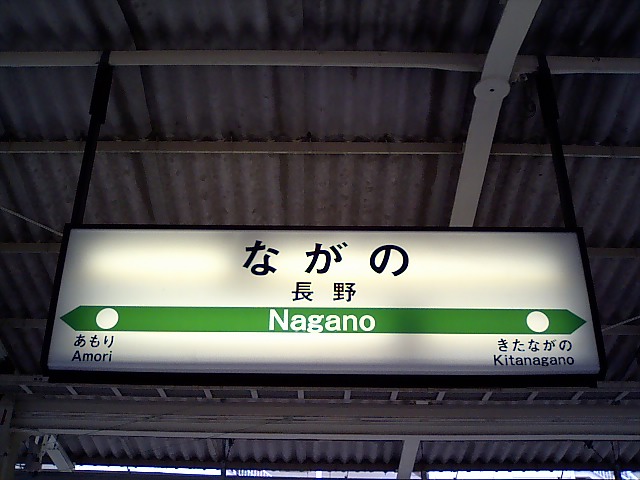 ながの
長野
Nagano
あもり
Amori
きたながの
Kitanagano